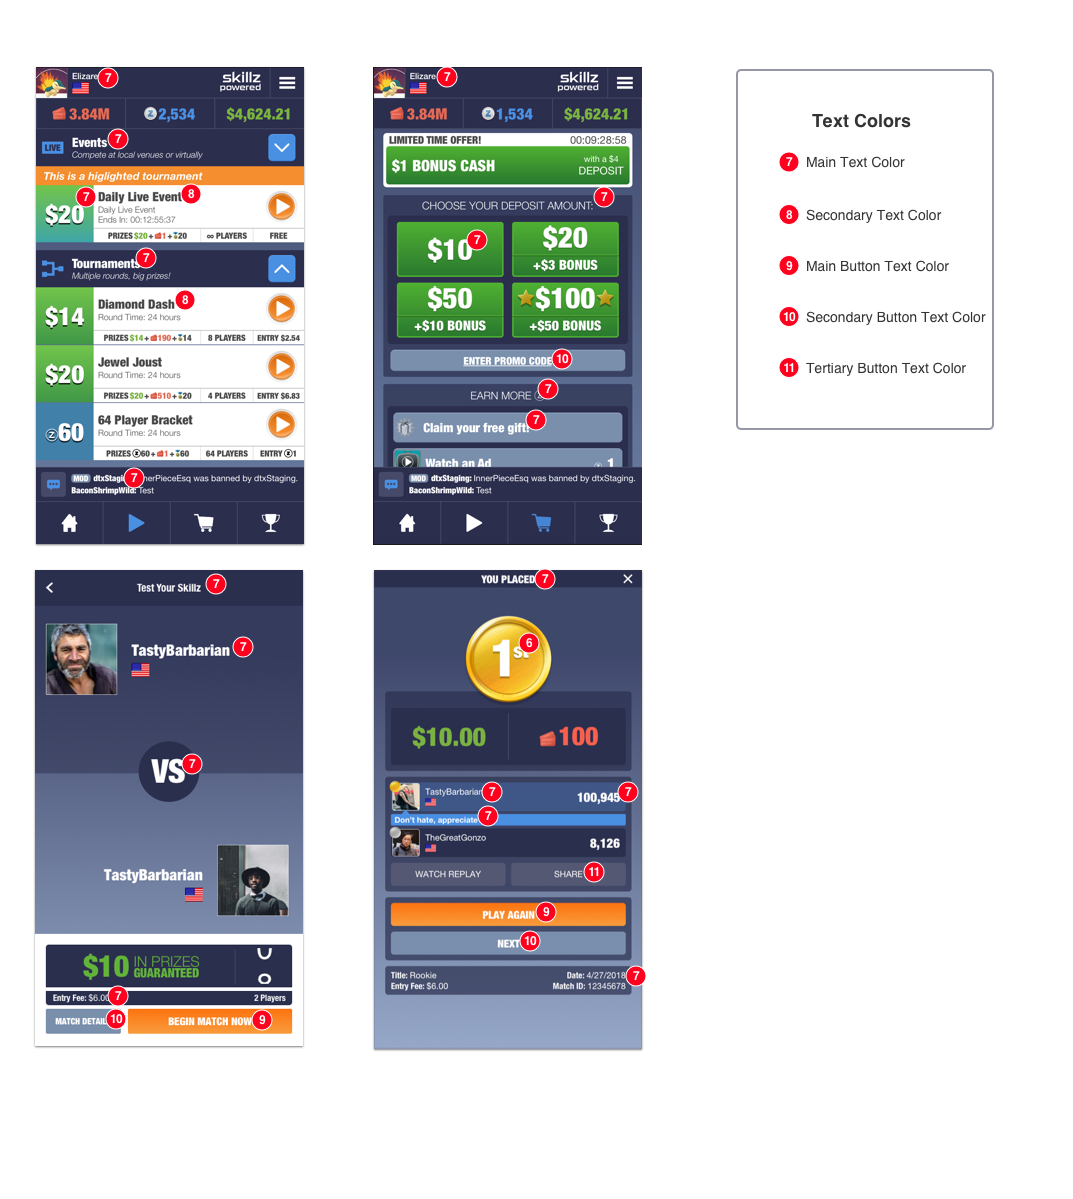 Elizare 7
skillz
powered
3.84M 2,534 $4,624.21
LIVE Events 7
Compete at local venues or virtually
This is a higlighted tournament
$20 7 Daily Live Event 8
Daily Live Event
Ends In: 00:12:55:37
PRIZES $20+1+20 ∞ PLAYERS FREE
Tournaments 7
Multiple rounds, big prizes!
$14 Diamond Dash 8
Round Time: 24 hours
PRIZES $14+190+14 8 PLAYERS ENTRY $2.54
$20 Jewel Joust
Round Time: 24 hours
PRIZES $20+510+20 4 PLAYERS ENTRY $6.83
Z60 64 Player Bracket
Round Time: 24 hours
PRIZES Z60+1+60 64 PLAYERS ENTRY Z1
7
MOD dtxStaging: InnerPieceEsq was banned by dtxStaging.
BaconShrimpWild: Test
Elizare 7
skillz
powered
3.84M 1,534 $4,624.21
LIMITED TIME OFFER! 00:09:28:58
$1 BONUS CASH with a $4
DEPOSIT
CHOOSE YOUR DEPOSIT AMOUNT: 7
$10 7
$20
+$3 BONUS
$50
+$10 BONUS
$100
+$50 BONUS
ENTER PROMO CODE 10
EARN MORE Z 7
Claim your free gift! 7
Watch an Ad Z 1
MOD dtxStaging: InnerPieceEsq was banned by dtxStaging.
BaconShrimpWild: Test
Text Colors
7 Main Text Color
8 Secondary Text Color
9 Main Button Text Color
10 Secondary Button Text Color
11 Tertiary Button Text Color
Test Your Skillz 7
TastyBarbarian 7
VS 7
TastyBarbarian
$10 IN PRIZES
GUARANTEED
Entry Fee: $6.00 7 2 Players
MATCH DETAIL 10 BEGIN MATCH NOW 9
YOU PLACED 7
1st 6
$10.00 100
TastyBarbarian 7 100,945 7
Don't hate, appreciate 7
TheGreatGonzo 8,126
WATCH REPLAY SHARE 11
PLAY AGAIN 9
NEXT 10
Title: Rookie Date: 4/27/2018 7
Entry Fee: $6.00 Match ID: 12345678